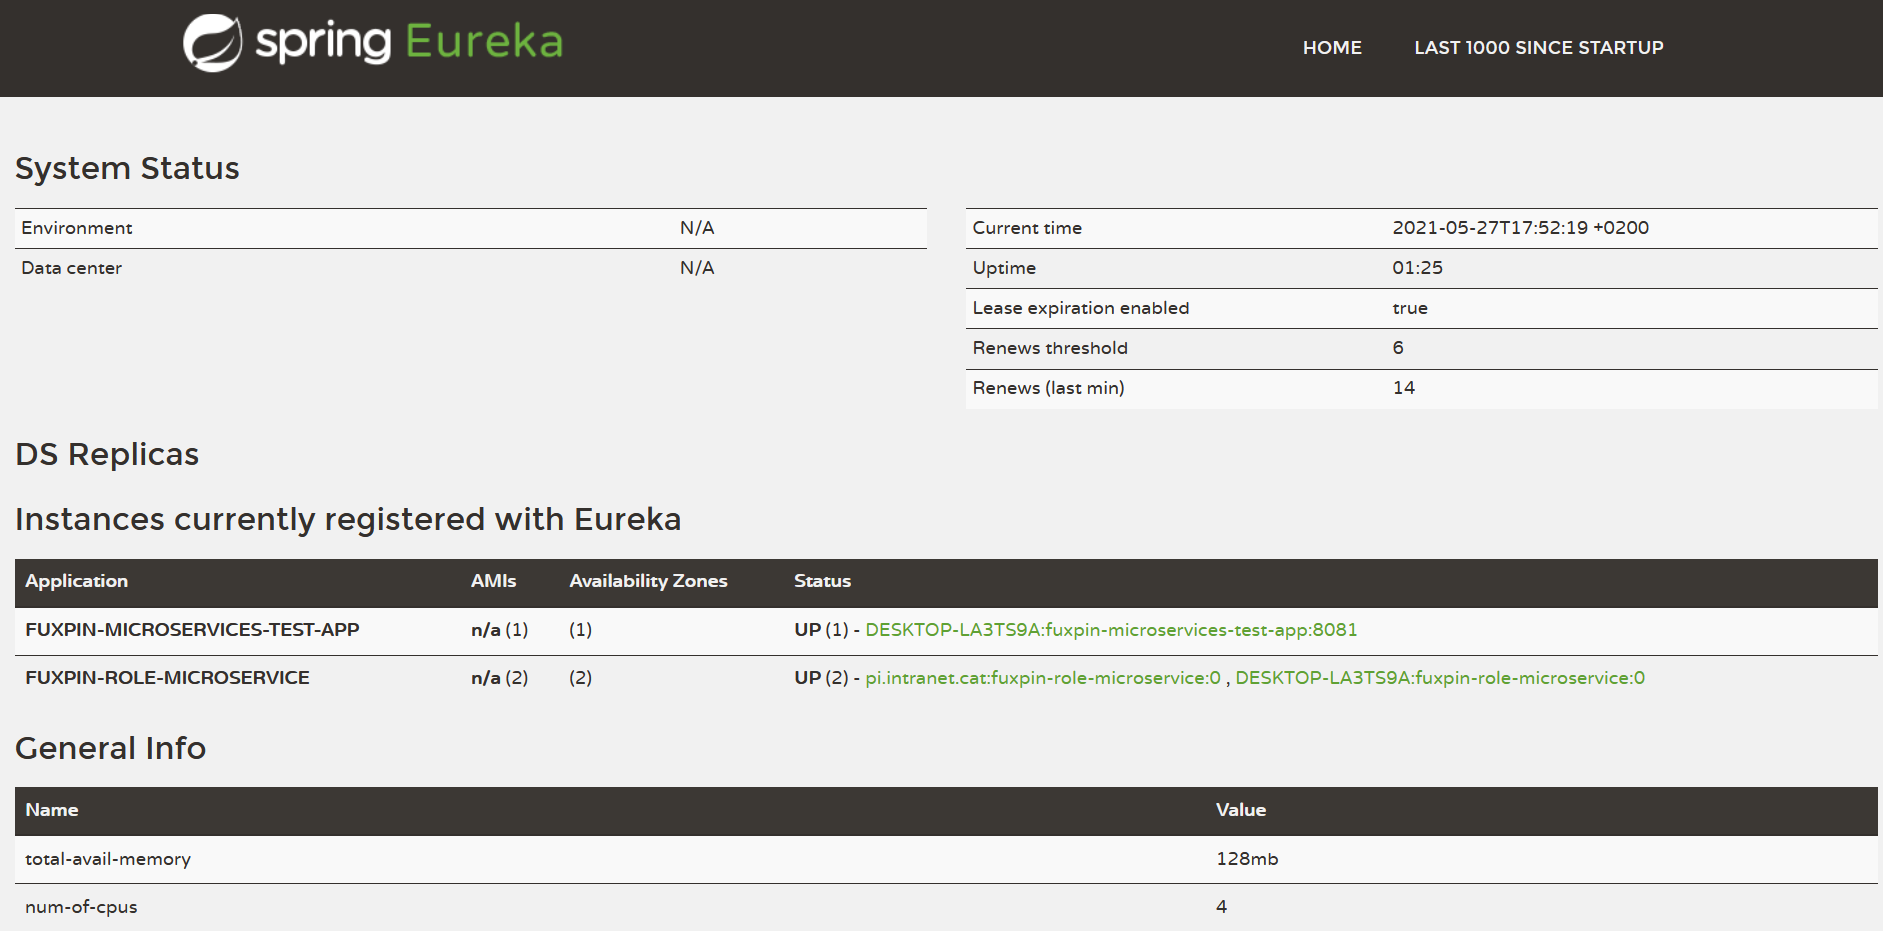 spring Eureka
HOME LAST 1000 SINCE STARTUP
System Status
Environment N/A
Data center N/A
Current time 2021-05-27T17:52:19 +0200
Uptime 01:25
Lease expiration enabled true
Renews threshold 6
Renews (last min) 14
DS Replicas
Instances currently registered with Eureka
Application AMIs Availability Zones Status
FUXPIN-MICROSERVICES-TEST-APP n/a (1) (1) UP (1) - DESKTOP-LA3TS9A:fuxpin-microservices-test-app:8081
FUXPIN-ROLE-MICROSERVICE n/a (2) (2) UP (2) - pi.intranet.cat:fuxpin-role-microservice:0 , DESKTOP-LA3TS9A:fuxpin-role-microservice:0
General Info
Name Value
total-avail-memory 128mb
num-of-cpus 4